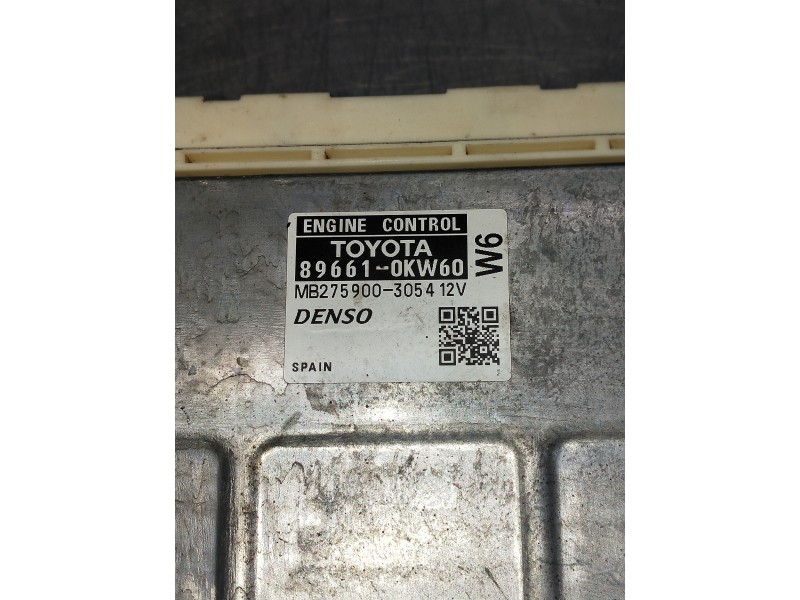 ENGINE CONTROL
TOYOTA
89661-0KW60
W6
MB275900-3054 12V
DENSO
SPAIN